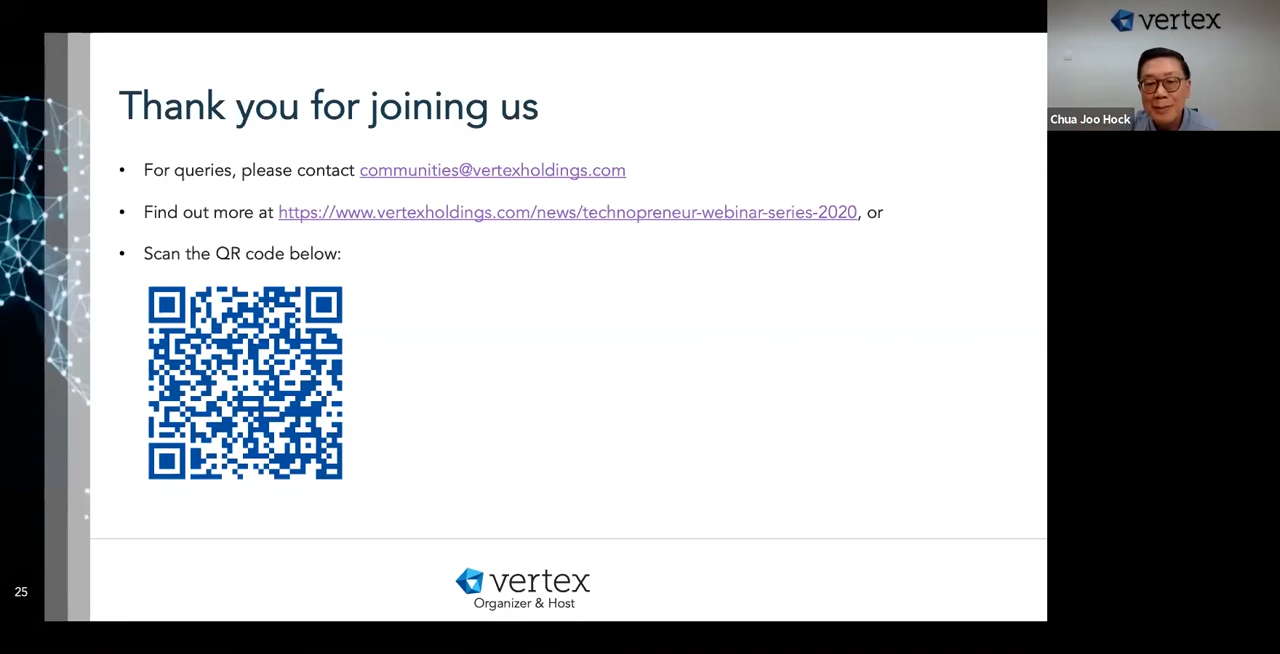 Thank you for joining us
• For queries, please contact communities@vertexholdings.com
• Find out more at https://www.vertexholdings.com/news/technopreneur-webinar-series-2020, or
• Scan the QR code below:
vertex
Organizer & Host
25
vertex
Chua Joo Hock